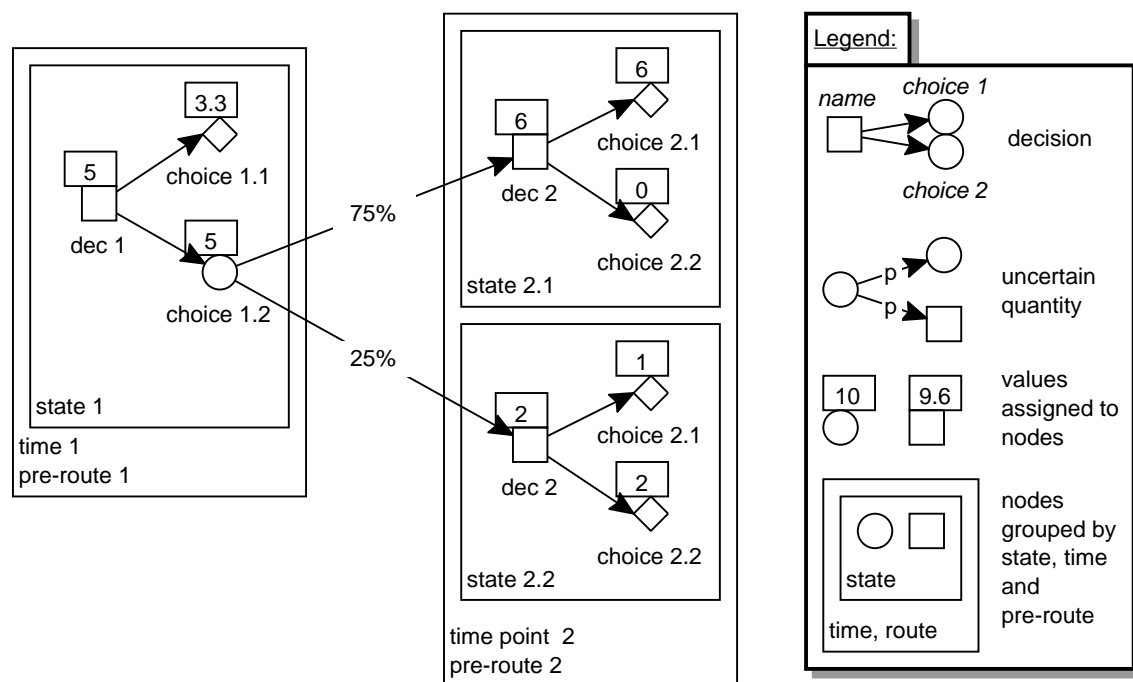 3.3
choice 1.1
5
dec 1
5
choice 1.2
state 1
time 1
pre-route 1
75%
25%
6
choice 2.1
6
dec 2
0
choice 2.2
state 2.1
1
choice 2.1
2
dec 2
2
choice 2.2
state 2.2
time point 2
pre-route 2
Legend:
name
choice 1
choice 2
decision
p
p
uncertain
quantity
10
9.6
values
assigned to
nodes
state
time, route
nodes
grouped by
state, time
and
pre-route